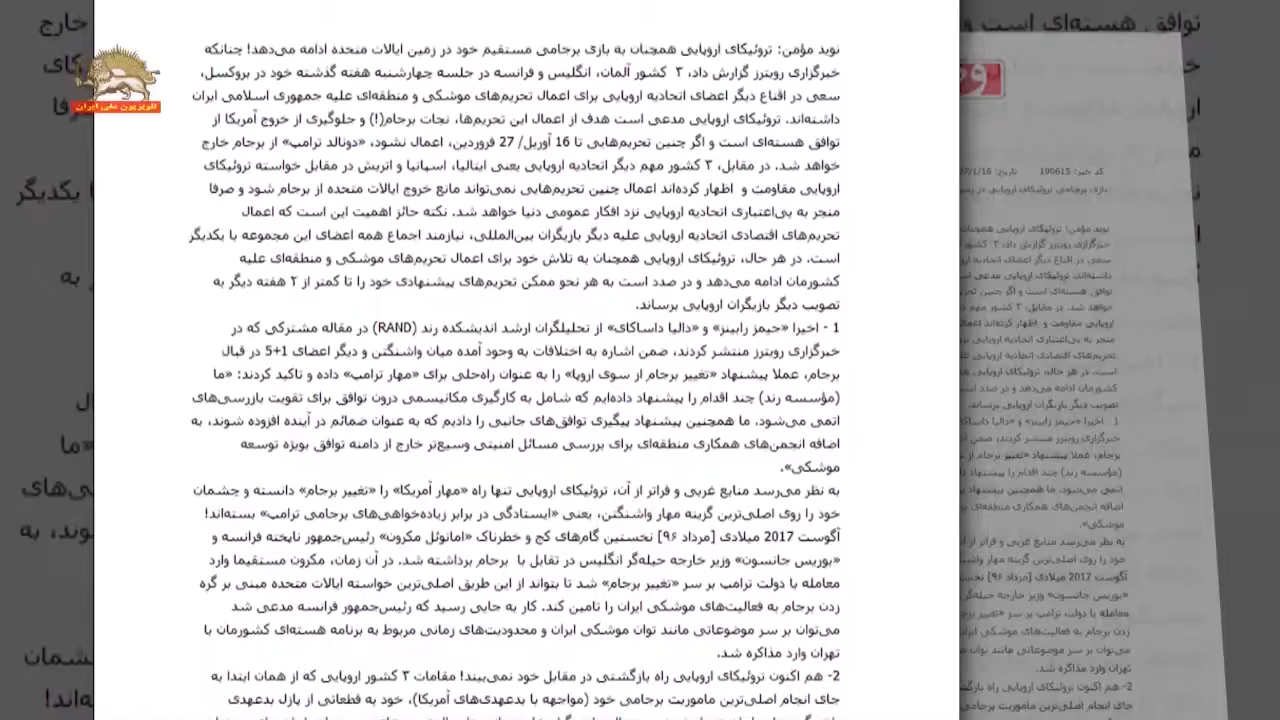 نوید مؤمن: تروئیکای اروپایی همچنان به بازی برجامی مستقیم خود در زمین ایالات متحده ادامه می‌دهد! چنانکه
خبرگزاری رویترز گزارش داد، ۳ کشور آلمان، انگلیس و فرانسه در جلسه چهارشنبه هفته گذشته خود در بروکسل،
سعی در اقناع دیگر اعضای اتحادیه اروپایی برای اعمال تحریم‌های موشکی و منطقه‌ای علیه جمهوری اسلامی ایران
داشته‌اند. تروئیکای اروپایی مدعی است هدف از اعمال این تحریم‌ها، نجات برجام(!) و جلوگیری از خروج آمریکا از
توافق هسته‌ای است و اگر چنین تحریم‌هایی تا 16 آوریل/ 27 فروردین، اعمال نشود، «دونالد ترامپ» از برجام خارج
خواهد شد. در مقابل، ۳ کشور مهم دیگر اتحادیه اروپایی یعنی ایتالیا، اسپانیا و اتریش در مقابل خواسته تروئیکای
اروپایی مقاومت و اظهار کرده‌اند اعمال چنین تحریم‌هایی نمی‌تواند مانع خروج ایالات متحده از برجام شود و صرفا
منجر به بی‌اعتباری اتحادیه اروپایی نزد افکار عمومی دنیا خواهد شد. نکته حائز اهمیت این است که اعمال
تحریم‌های اقتصادی اتحادیه اروپایی علیه دیگر بازیگران بین‌المللی، نیازمند اجماع همه اعضای این مجموعه با یکدیگر
است. در هر حال، تروئیکای اروپایی همچنان به تلاش خود برای اعمال تحریم‌های موشکی و منطقه‌ای علیه
کشورمان ادامه می‌دهد و در صدد است به هر نحو ممکن تحریم‌های پیشنهادی خود را تا کمتر از ۲ هفته دیگر به
تصویب دیگر بازیگران اروپایی برساند.
1 - اخیرا «جیمز رابینز» و «دالیا داساکای» از تحلیلگران ارشد اندیشکده رند (RAND) در مقاله مشترکی که در
خبرگزاری رویترز منتشر کردند، ضمن اشاره به اختلافات به وجود آمده میان واشنگتن و دیگر اعضای 1+5 در قبال
برجام، عملا پیشنهاد «تغییر برجام از سوی اروپا» را به عنوان راه‌حلی برای «مهار ترامپ» داده و تاکید کردند: «ما
(مؤسسه رند) چند اقدام را پیشنهاد داده‌ایم که شامل به کارگیری مکانیسمی درون توافق برای تقویت بازرسی‌های
اتمی می‌شود. ما همچنین پیشنهاد پیگیری توافق‌های جانبی را دادیم که به عنوان ضمائم در آینده افزوده شوند، به
اضافه انجمن‌های همکاری منطقه‌ای برای بررسی مسائل امنیتی وسیع‌تر خارج از دامنه توافق بویژه توسعه
موشکی».
به نظر می‌رسد منابع غربی و فراتر از آن، تروئیکای اروپایی تنها راه «مهار آمریکا» را «تغییر برجام» دانسته و چشمان
خود را روی اصلی‌ترین گزینه مهار واشنگتن، یعنی «ایستادگی در برابر زیاده‌خواهی‌های برجامی ترامپ» بسته‌اند!
آگوست 2017 میلادی [مرداد ۹۶] نخستین گام‌های کج و خطرناک «امانوئل مکرون» رئیس‌جمهور ناپخته فرانسه و
«بوریس جانسون» وزیر خارجه حیله‌گر انگلیس در تقابل با برجام برداشته شد. در آن زمان، مکرون مستقیما وارد
معامله با دولت ترامپ بر سر «تغییر برجام» شد تا بتواند از این طریق اصلی‌ترین خواسته ایالات متحده مبنی بر گره
زدن برجام به فعالیت‌های موشکی ایران را تامین کند. کار به جایی رسید که رئیس‌جمهور فرانسه مدعی شد
می‌توان بر سر موضوعاتی مانند توان موشکی ایران و محدودیت‌های زمانی مربوط به برنامه هسته‌ای کشورمان با
تهران وارد مذاکره شد.
2- هم اکنون تروئیکای اروپایی راه بازگشتی در مقابل خود نمی‌بیند! مقامات ۳ کشور اروپایی که از همان ابتدا به
جای انجام اصلی‌ترین ماموریت برجامی خود (مواجهه با بدعهدی‌های آمریکا)، خود به قطعاتی از پازل بدعهدی
تلویزیون ملی ایران
کد خبر: 190615 تاریخ: